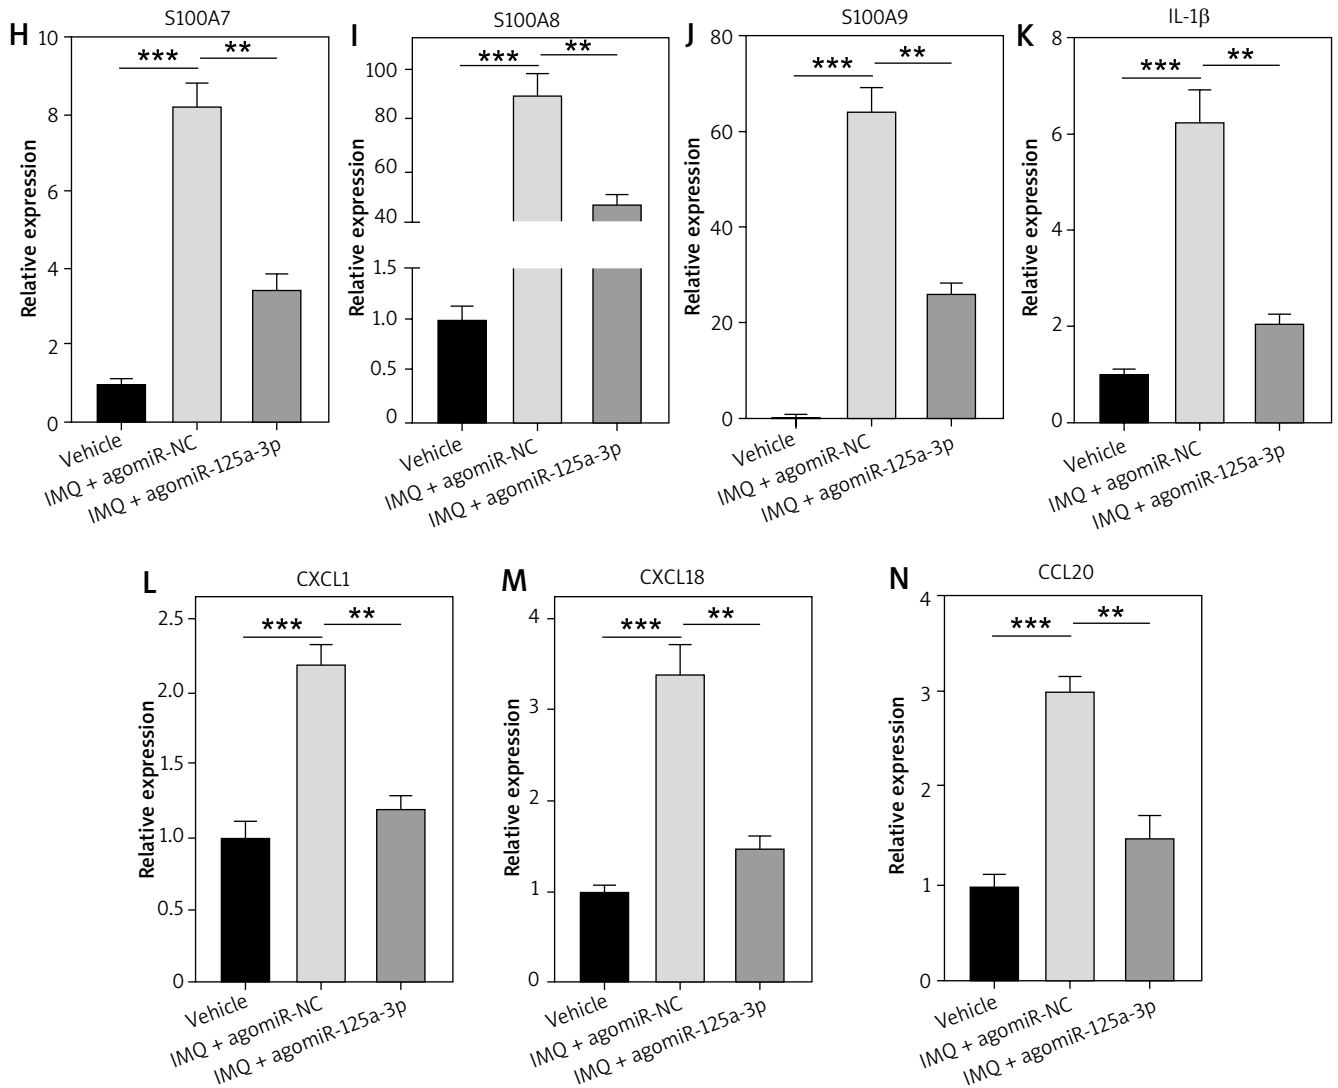 H
S100A7
Relative expression
10
8
6
4
2
0
***
**
Vehicle
IMQ + agomiR-NC
IMQ + agomiR-125a-3p
I
S100A8
Relative expression
100
80
60
40
1.5
1.0
0.5
0
***
**
Vehicle
IMQ + agomiR-NC
IMQ + agomiR-125a-3p
J
S100A9
Relative expression
80
60
40
20
0
***
**
Vehicle
IMQ + agomiR-NC
IMQ + agomiR-125a-3p
K
IL-1β
Relative expression
8
6
4
2
0
***
**
Vehicle
IMQ + agomiR-NC
IMQ + agomiR-125a-3p
L
CXCL1
Relative expression
2.5
2.0
1.5
1.0
0.5
0
***
**
Vehicle
IMQ + agomiR-NC
IMQ + agomiR-125a-3p
M
CXCL18
Relative expression
4
3
2
1
0
***
**
Vehicle
IMQ + agomiR-NC
IMQ + agomiR-125a-3p
N
CCL20
Relative expression
4
3
2
1
0
***
**
Vehicle
IMQ + agomiR-NC
IMQ + agomiR-125a-3p